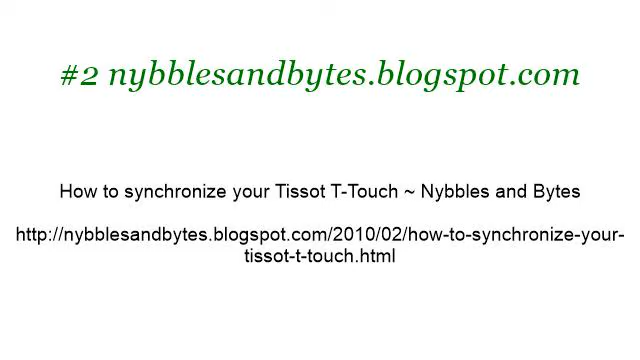 #2 nybblesandbytes.blogspot.com
How to synchronize your Tissot T-Touch ~ Nybbles and Bytes
http://nybblesandbytes.blogspot.com/2010/02/how-to-synchronize-your-
tissot-t-touch.html